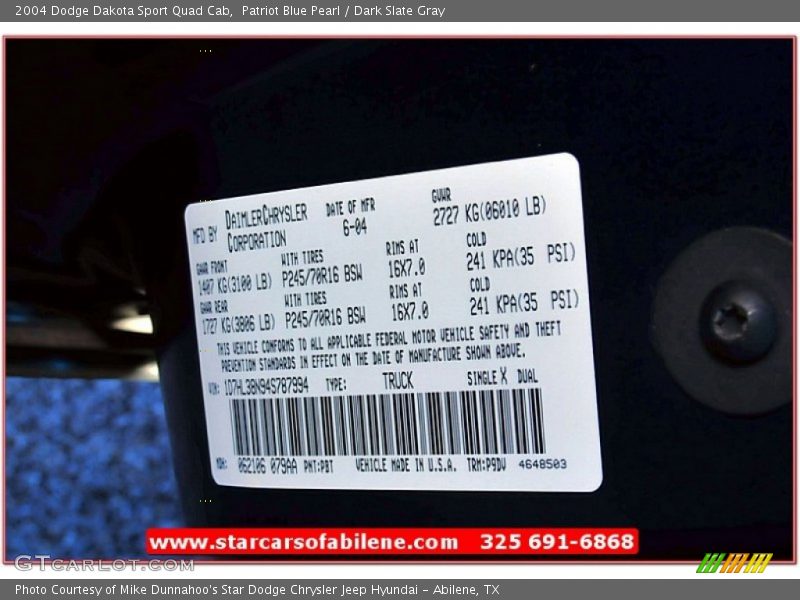 2004 Dodge Dakota Sport Quad Cab,  Patriot Blue Pearl / Dark Slate Gray
MFD BY DAIMLERCHRYSLER CORPORATION DATE OF MFR 6-04 GVWR 2727 KG(06010 LB)
GAWR FRONT WITH TIRES RIMS AT COLD
1407 KG(3100 LB) P245/70R16 BSW 16X7.0 241 KPA(35 PSI)
GAWR REAR WITH TIRES RIMS AT COLD
1727 KG(3806 LB) P245/70R16 BSW 16X7.0 241 KPA(35 PSI)
THIS VEHICLE CONFORMS TO ALL APPLICABLE FEDERAL MOTOR VEHICLE SAFETY AND THEFT
PREVENTION STANDARDS IN EFFECT ON THE DATE OF MANUFACTURE SHOWN ABOVE.
VIN: 1D7HL38N94S787994 TYPE: TRUCK SINGLE X DUAL
MDH: 062106 079AA PNT:PBT VEHICLE MADE IN U.S.A. TRM:P9DV 4648503
www.starcarsofabilene.com 325 691-6868
GTcarlot.com
Photo Courtesy of Mike Dunnahoo's Star Dodge Chrysler Jeep Hyundai - Abilene, TX